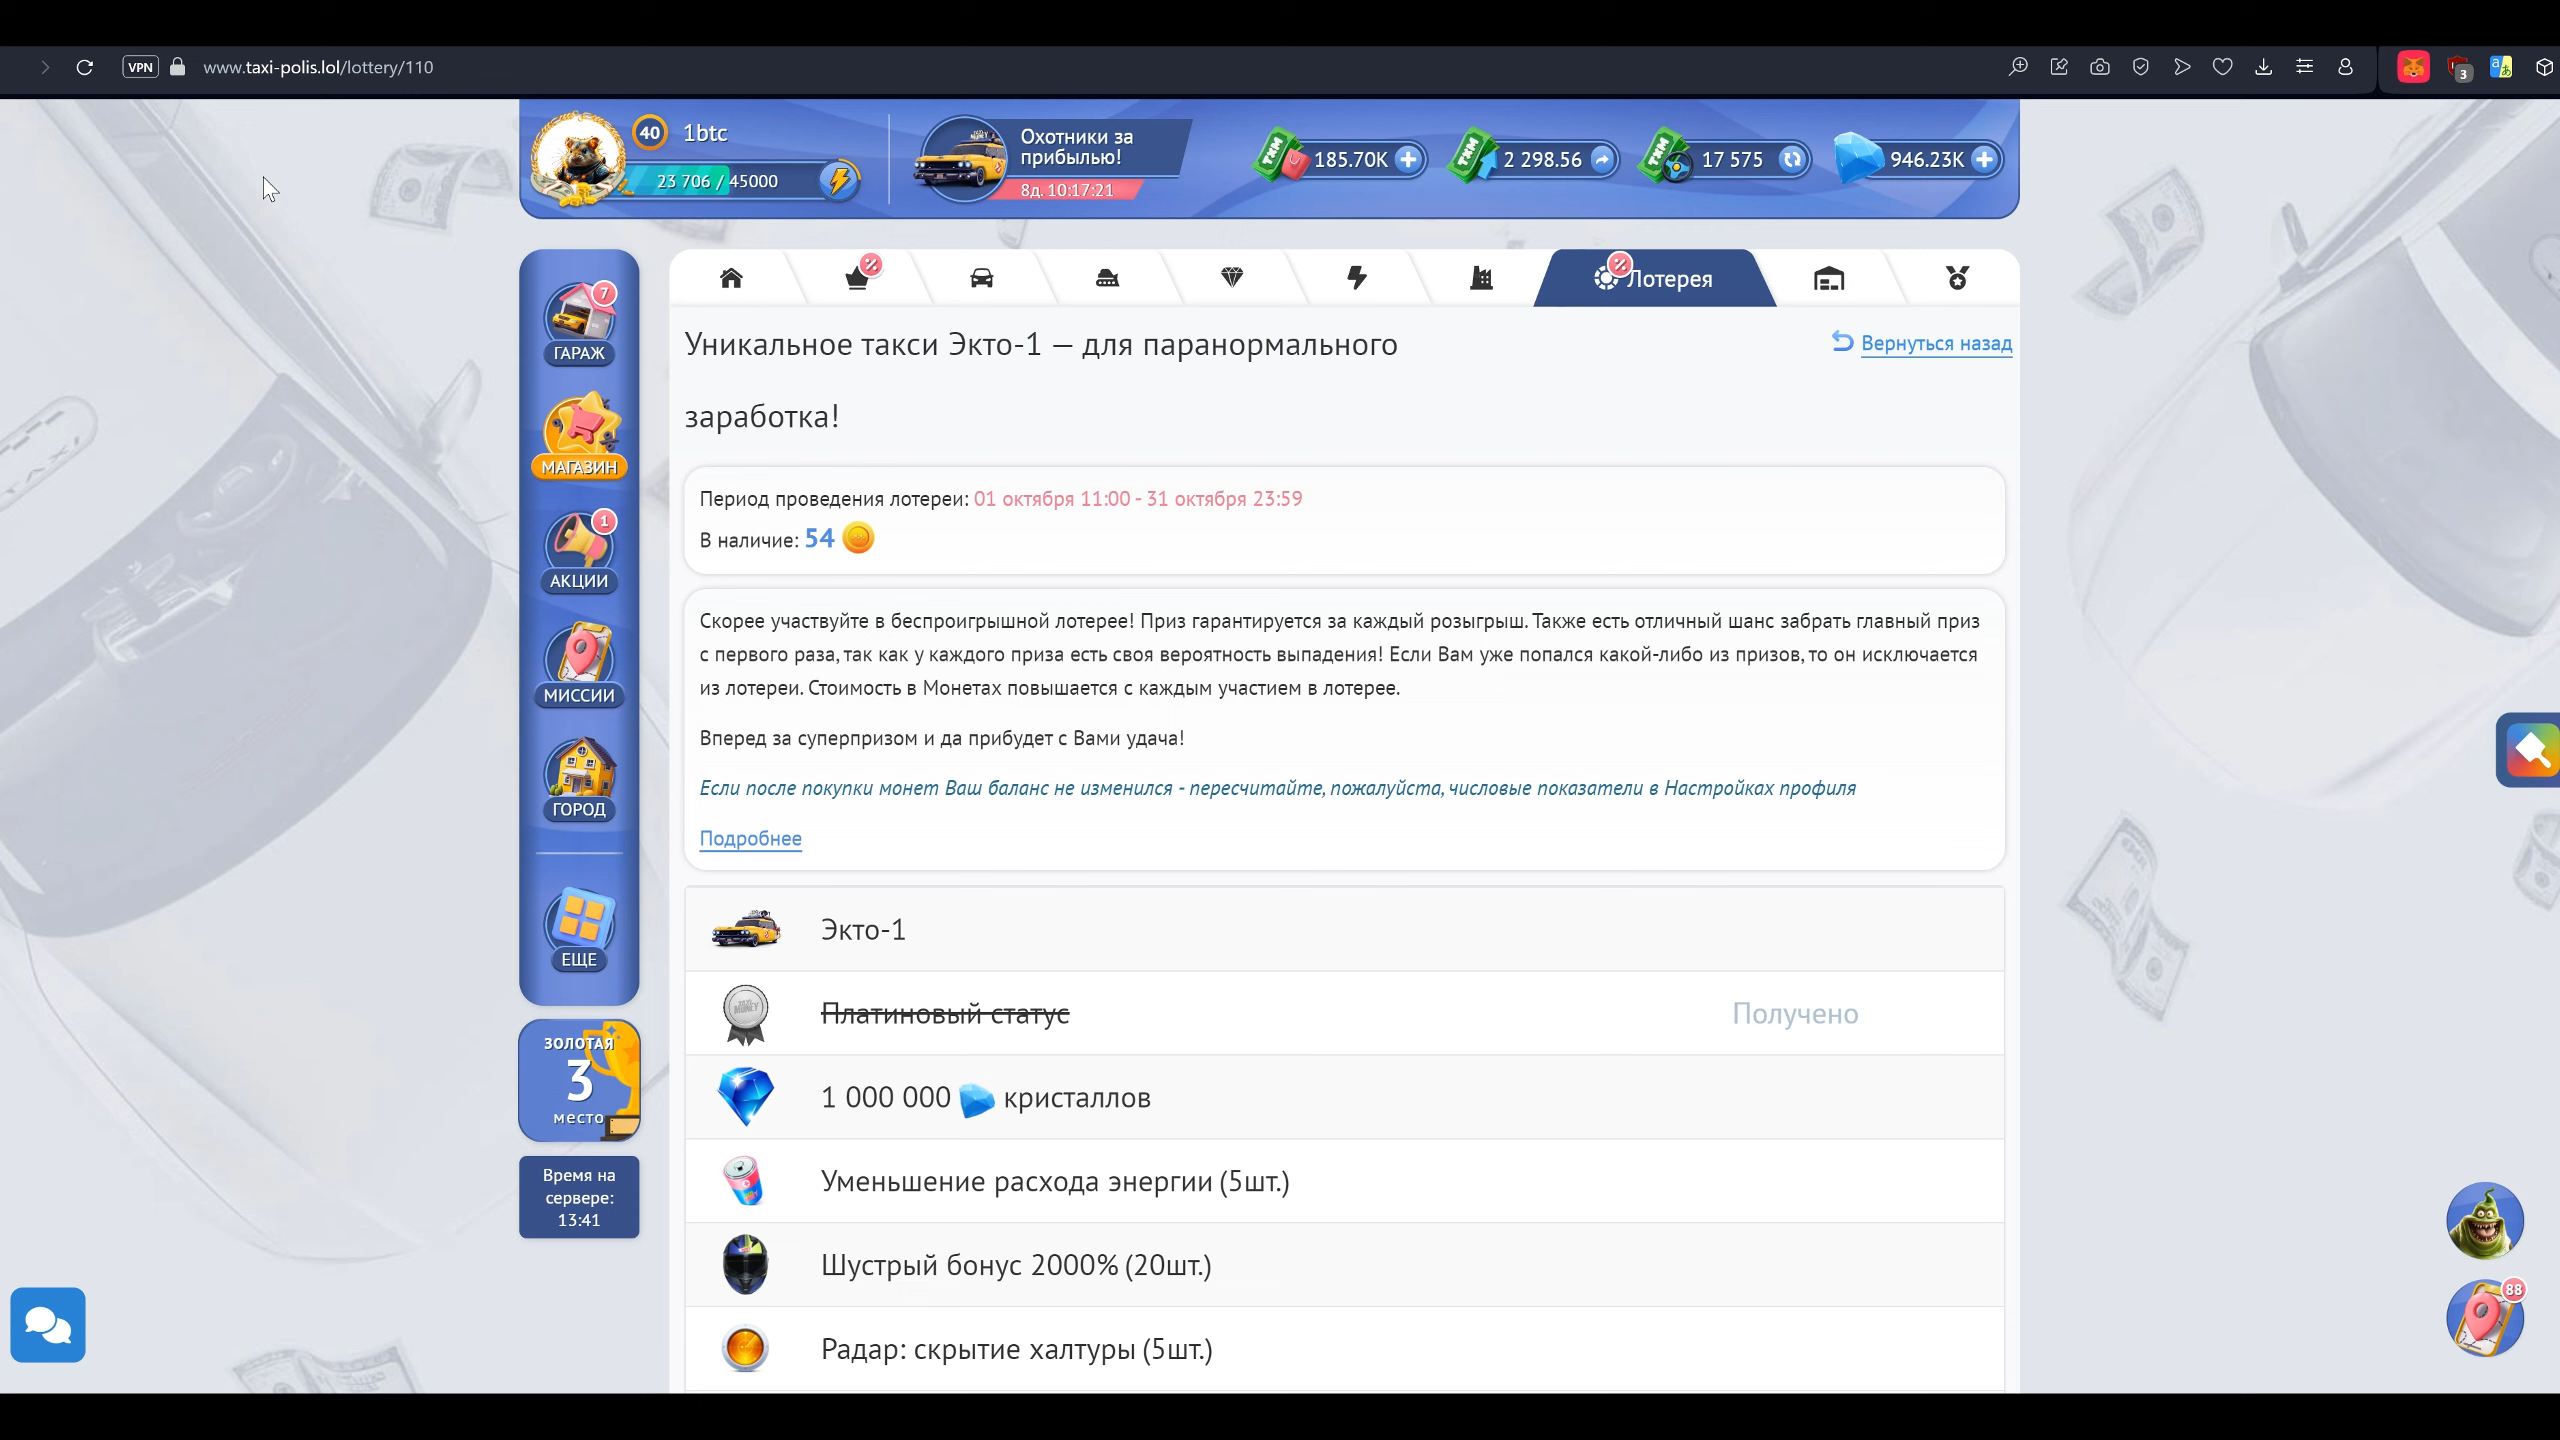 VPN
www.taxi-polis.lol/lottery/110
3
40 1btc
23 706 / 45000
Охотники за
прибылью!
8д. 10:17:21
185.70K
2 298.56
17 575
946.23K
7
ГАРАЖ
МАГАЗИН
1
АКЦИИ
МИССИИ
ГОРОД
ЕЩЕ
ЗОЛОТАЯ
3
место
Время на
сервере:
13:41
Лотерея
Уникальное такси Экто-1 — для паранормального
заработка!
Вернуться назад
Период проведения лотереи: 01 октября 11:00 - 31 октября 23:59
В наличие: 54
Скорее участвуйте в беспроигрышной лотерее! Приз гарантируется за каждый розыгрыш. Также есть отличный шанс забрать главный приз
с первого раза, так как у каждого приза есть своя вероятность выпадения! Если Вам уже попался какой-либо из призов, то он исключается
из лотереи. Стоимость в Монетах повышается с каждым участием в лотерее.
Вперед за суперпризом и да прибудет с Вами удача!
Если после покупки монет Ваш баланс не изменился - пересчитайте, пожалуйста, числовые показатели в Настройках профиля
Подробнее
Экто-1
Платиновый статус Получено
1 000 000 кристаллов
Уменьшение расхода энергии (5шт.)
Шустрый бонус 2000% (20шт.)
Радар: скрытие халтуры (5шт.)
88